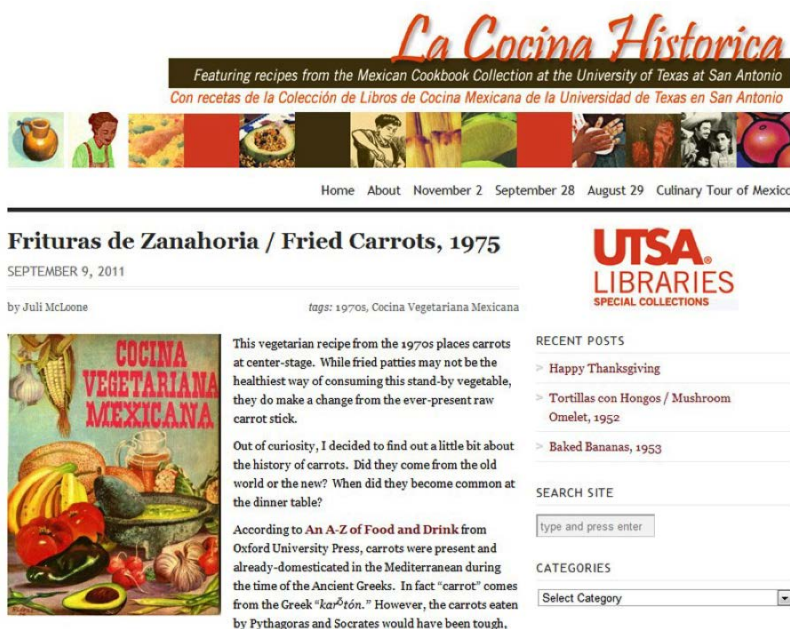 La Cocina Historica
Featuring recipes from the Mexican Cookbook Collection at the University of Texas at San Antonio
Con recetas de la Colección de Libros de Cocina Mexicana de la Universidad de Texas en San Antonio
Home About November 2 September 28 August 29 Culinary Tour of Mexico
Frituras de Zanahoria / Fried Carrots, 1975
SEPTEMBER 9, 2011
by Juli McLoone
tags: 1970s, Cocina Vegetariana Mexicana
COCINA
VEGETARIANA
MEXICANA
This vegetarian recipe from the 1970s places carrots
at center-stage. While fried patties may not be the
healthiest way of consuming this stand-by vegetable,
they do make a change from the ever-present raw
carrot stick.
Out of curiosity, I decided to find out a little bit about
the history of carrots. Did they come from the old
world or the new? When did they become common at
the dinner table?
According to An A-Z of Food and Drink from
Oxford University Press, carrots were present and
already-domesticated in the Mediterranean during
the time of the Ancient Greeks. In fact "carrot" comes
from the Greek "karōtón." However, the carrots eaten
by Pythagoras and Socrates would have been tough,
UTSA®
LIBRARIES
SPECIAL COLLECTIONS
RECENT POSTS
> Happy Thanksgiving
> Tortillas con Hongos / Mushroom
Omelet, 1952
> Baked Bananas, 1953
SEARCH SITE
type and press enter
CATEGORIES
Select Category